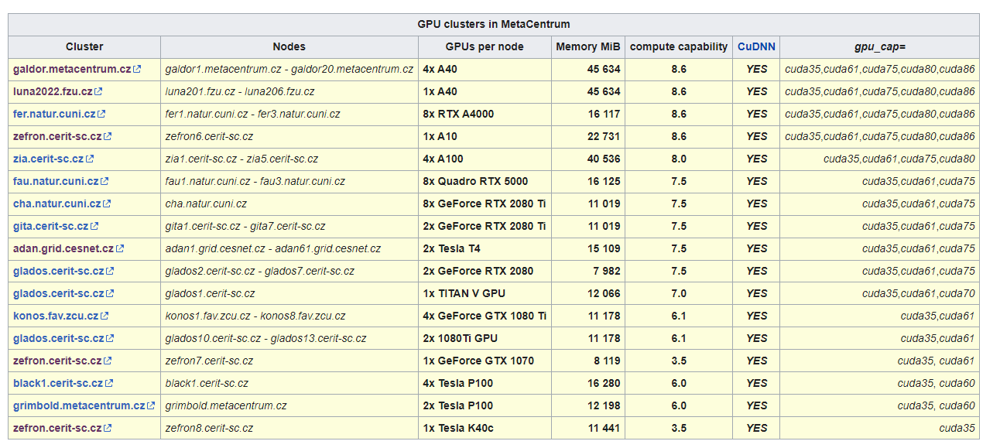 GPU clusters in MetaCentrum
Cluster Nodes GPUs per node Memory MiB compute capability CuDNN gpu_cap=
galdor.metacentrum.cz galdor1.metacentrum.cz - galdor20.metacentrum.cz 4x A40 45 634 8.6 YES cuda35,cuda61,cuda75,cuda80,cuda86
luna2022.fzu.cz luna201.fzu.cz - luna206.fzu.cz 1x A40 45 634 8.6 YES cuda35,cuda61,cuda75,cuda80,cuda86
fer.natur.cuni.cz fer1.natur.cuni.cz - fer3.natur.cuni.cz 8x RTX A4000 16 117 8.6 YES cuda35,cuda61,cuda75,cuda80,cuda86
zefron.cerit-sc.cz zefron6.cerit-sc.cz 1x A10 22 731 8.6 YES cuda35,cuda61,cuda75,cuda80,cuda86
zia.cerit-sc.cz zia1.cerit-sc.cz - zia5.cerit-sc.cz 4x A100 40 536 8.0 YES cuda35,cuda61,cuda75,cuda80
fau.natur.cuni.cz fau1.natur.cuni.cz - fau3.natur.cuni.cz 8x Quadro RTX 5000 16 125 7.5 YES cuda35,cuda61,cuda75
cha.natur.cuni.cz cha.natur.cuni.cz 8x GeForce RTX 2080 Ti 11 019 7.5 YES cuda35,cuda61,cuda75
gita.cerit-sc.cz gita1.cerit-sc.cz - gita7.cerit-sc.cz 2x GeForce RTX 2080 Ti 11 019 7.5 YES cuda35,cuda61,cuda75
adan.grid.cesnet.cz adan1.grid.cesnet.cz - adan61.grid.cesnet.cz 2x Tesla T4 15 109 7.5 YES cuda35,cuda61,cuda75
glados.cerit-sc.cz glados2.cerit-sc.cz - glados7.cerit-sc.cz 2x GeForce RTX 2080 7 982 7.5 YES cuda35,cuda61,cuda75
glados.cerit-sc.cz glados1.cerit-sc.cz 1x TITAN V GPU 12 066 7.0 YES cuda35,cuda61,cuda70
konos.fav.zcu.cz konos1.fav.zcu.cz - konos8.fav.zcu.cz 4x GeForce GTX 1080 Ti 11 178 6.1 YES cuda35,cuda61
glados.cerit-sc.cz glados10.cerit-sc.cz - glados13.cerit-sc.cz 2x 1080Ti GPU 11 178 6.1 YES cuda35,cuda61
zefron.cerit-sc.cz zefron7.cerit-sc.cz 1x GeForce GTX 1070 8 119 3.5 YES cuda35, cuda61
black1.cerit-sc.cz black1.cerit-sc.cz 4x Tesla P100 16 280 6.0 YES cuda35, cuda60
grimbold.metacentrum.cz grimbold.metacentrum.cz 2x Tesla P100 12 198 6.0 YES cuda35, cuda60
zefron.cerit-sc.cz zefron8.cerit-sc.cz 1x Tesla K40c 11 441 3.5 YES cuda35